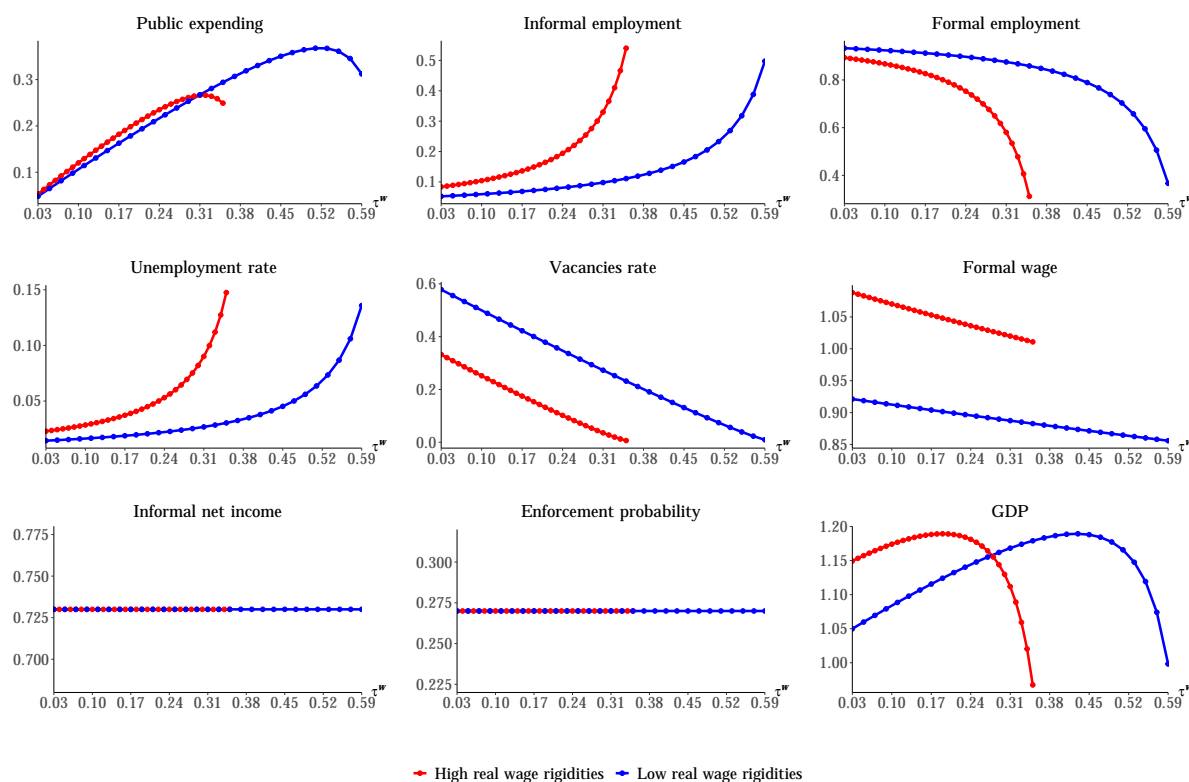 Public expending
0.3
0.2
0.1
0.03 0.10 0.17 0.24 0.31 0.38 0.45 0.52 0.59
τʷ
Informal employment
0.5
0.4
0.3
0.2
0.1
0.03 0.10 0.17 0.24 0.31 0.38 0.45 0.52 0.59
τʷ
Formal employment
0.8
0.6
0.4
0.03 0.10 0.17 0.24 0.31 0.38 0.45 0.52 0.59
τʷ
Unemployment rate
0.15
0.10
0.05
0.03 0.10 0.17 0.24 0.31 0.38 0.45 0.52 0.59
τʷ
Vacancies rate
0.6
0.4
0.2
0.0
0.03 0.10 0.17 0.24 0.31 0.38 0.45 0.52 0.59
τʷ
Formal wage
1.05
1.00
0.95
0.90
0.85
0.03 0.10 0.17 0.24 0.31 0.38 0.45 0.52 0.59
τʷ
Informal net income
0.775
0.750
0.725
0.700
0.03 0.10 0.17 0.24 0.31 0.38 0.45 0.52 0.59
τʷ
Enforcement probability
0.300
0.275
0.250
0.225
0.03 0.10 0.17 0.24 0.31 0.38 0.45 0.52 0.59
τʷ
GDP
1.20
1.15
1.10
1.05
1.00
0.03 0.10 0.17 0.24 0.31 0.38 0.45 0.52 0.59
τʷ
High real wage rigidities Low real wage rigidities